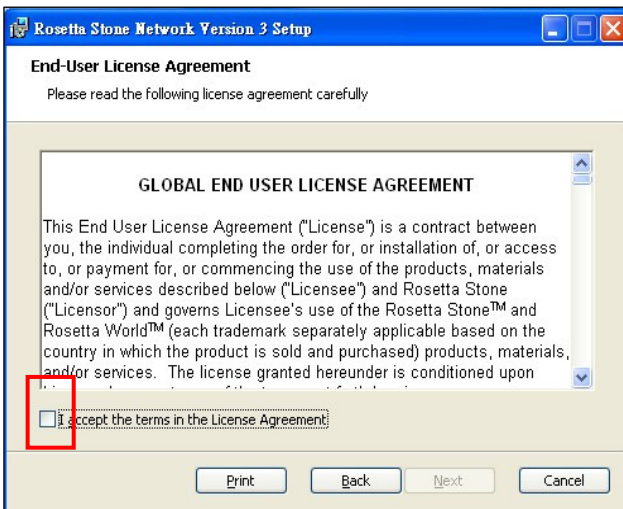 Rosetta Stone Network Version 3 Setup
End-User License Agreement
Please read the following license agreement carefully
GLOBAL END USER LICENSE AGREEMENT
This End User License Agreement ("License") is a contract between
you, the individual completing the order for, or installation of, or access
to, or payment for, or commencing the use of the products, materials
and/or services described below ("Licensee") and Rosetta Stone
("Licensor") and governs Licensee's use of the Rosetta Stone™ and
Rosetta World™ (each trademark separately applicable based on the
country in which the product is sold and purchased) products, materials,
and/or services. The license granted hereunder is conditioned upon
I accept the terms in the License Agreement
Print Back Next Cancel